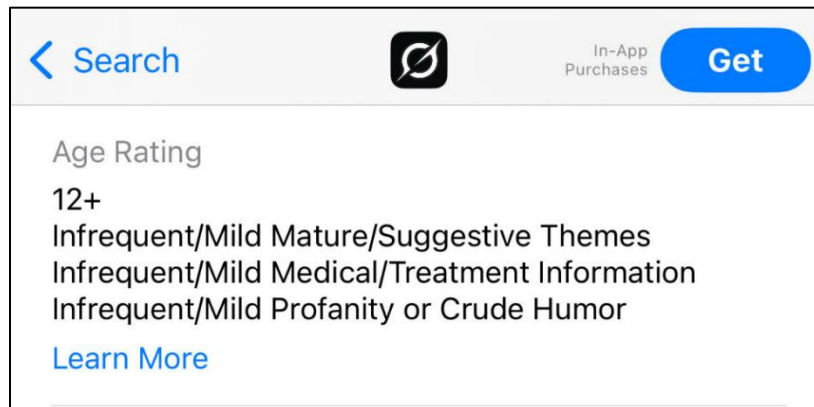 Search
In-App
Purchases
Get
Age Rating
12+
Infrequent/Mild Mature/Suggestive Themes
Infrequent/Mild Medical/Treatment Information
Infrequent/Mild Profanity or Crude Humor
Learn More